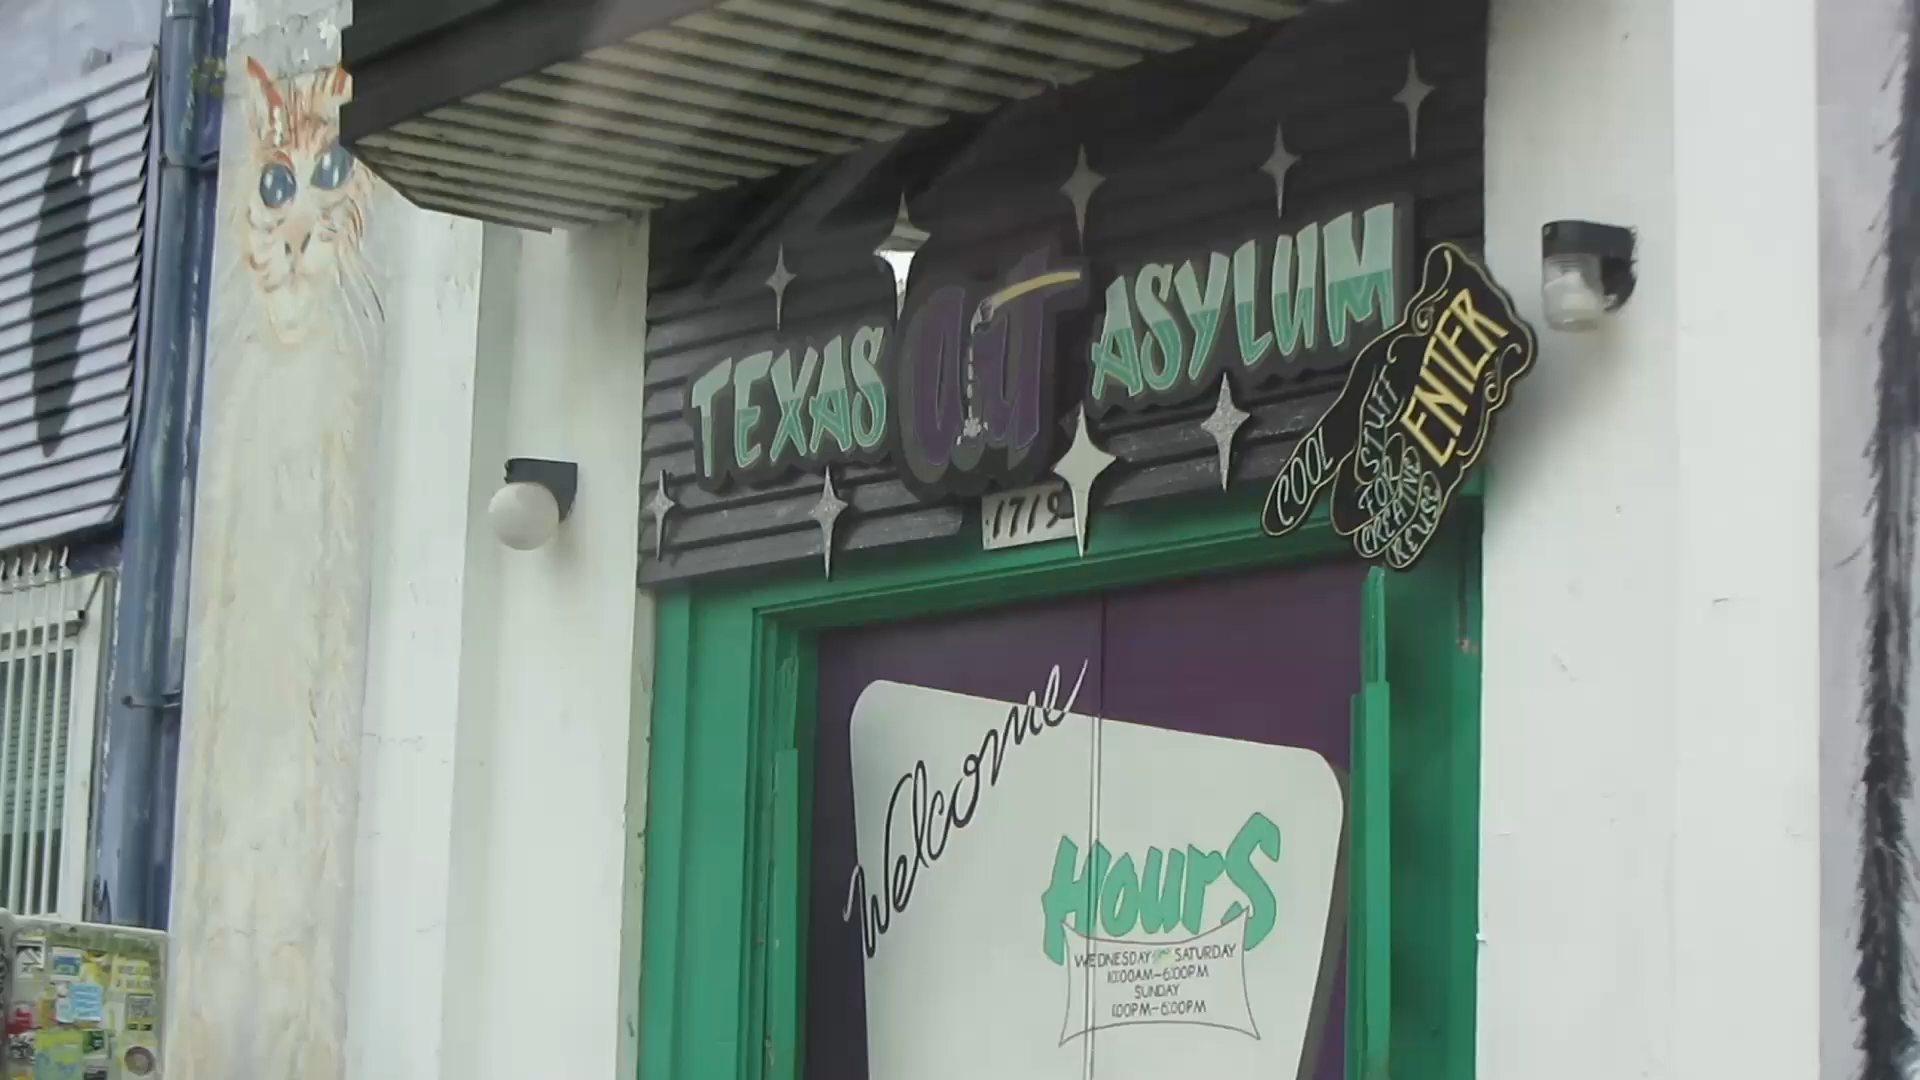 TEXAS Art ASYLUM
1719
COOL STUFF FOR CREATIVE REUSE
ENTER
Welcome
Hours
WEDNESDAY SATURDAY
10:00AM-6:00PM
SUNDAY
1:00PM-6:00PM